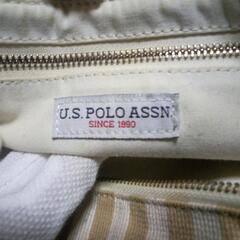 U.S. POLO ASSN.
SINCE 1890